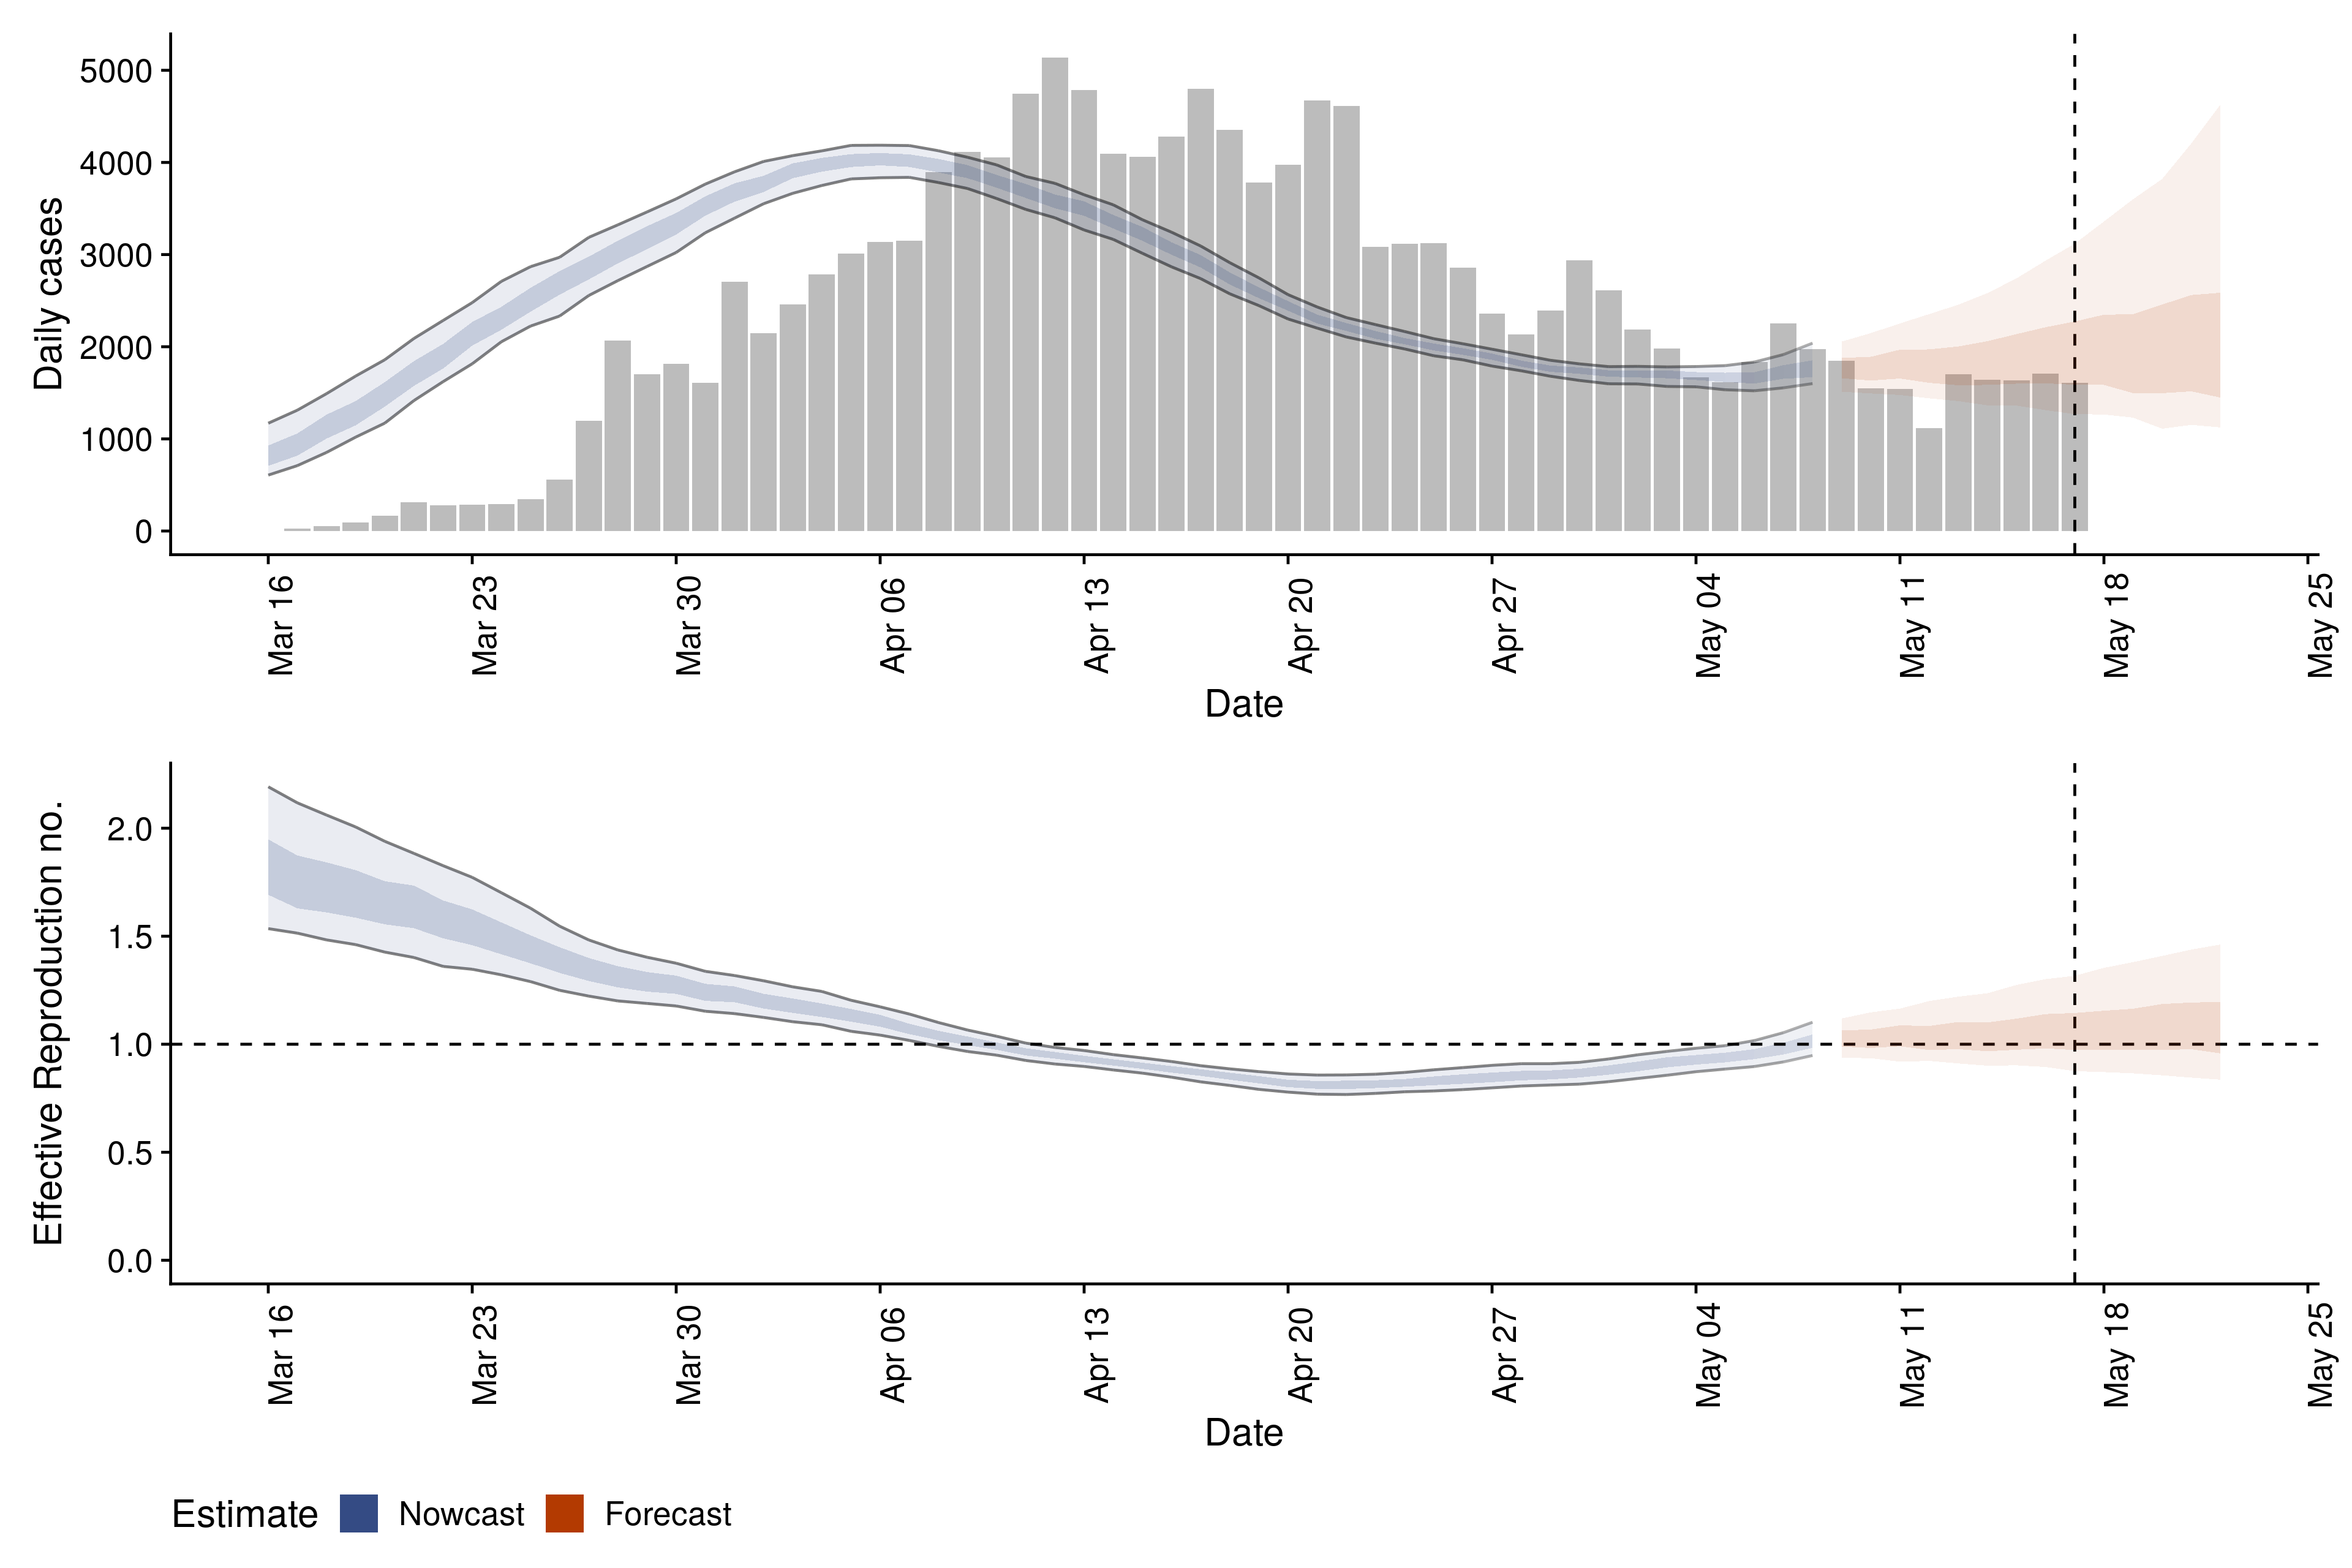 Daily cases
5000
4000
3000
2000
1000
0
Mar 16
Mar 23
Mar 30
Apr 06
Apr 13
Apr 20
Apr 27
May 04
May 11
May 18
May 25
Date
Effective Reproduction no.
2.0
1.5
1.0
0.5
0.0
Mar 16
Mar 23
Mar 30
Apr 06
Apr 13
Apr 20
Apr 27
May 04
May 11
May 18
May 25
Date
Estimate Nowcast Forecast